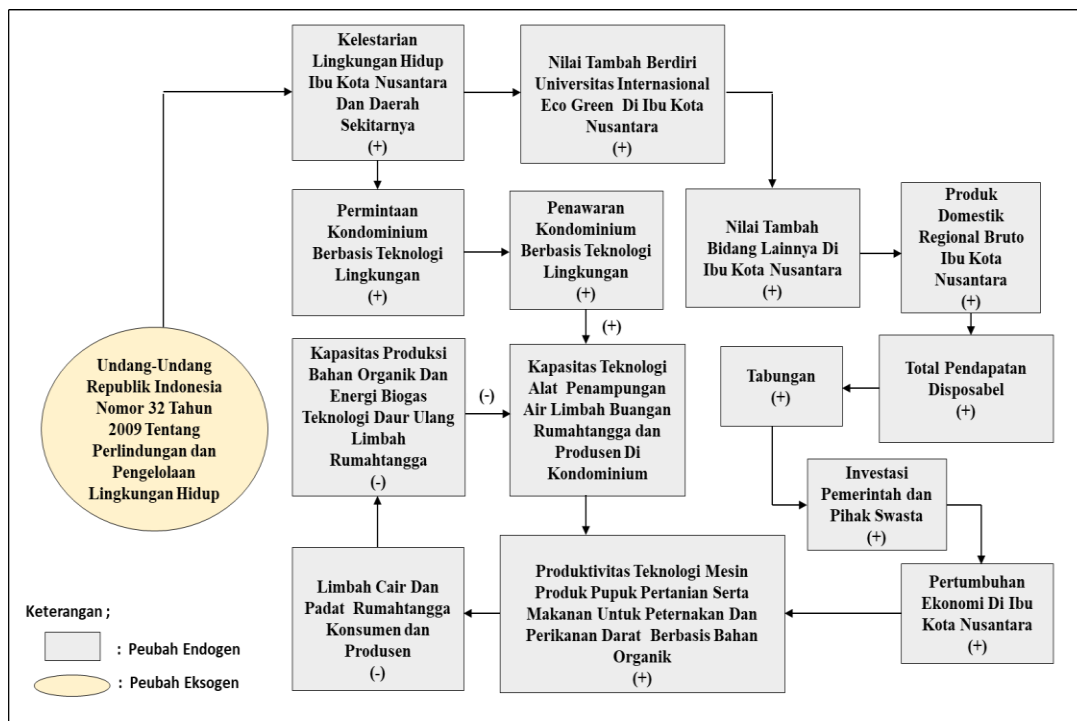 Kelestarian
Lingkungan Hidup
Ibu Kota Nusantara
Dan Daerah
Sekitarnya
(+)
Nilai Tambah Berdiri
Universitas Internasional
Eco Green Di Ibu Kota
Nusantara
(+)
Permintaan
Kondominium
Berbasis Teknologi
Lingkungan
(+)
Penawaran
Kondominium
Berbasis Teknologi
Lingkungan
(+)
Nilai Tambah
Bidang Lainnya Di
Ibu Kota Nusantara
(+)
Produk
Domestik
Regional Bruto
Ibu Kota
Nusantara
(+)
(+)
Undang-Undang
Republik Indonesia
Nomor 32 Tahun
2009 Tentang
Perlindungan dan
Pengelolaan
Lingkungan Hidup
Kapasitas Produksi
Bahan Organik Dan
Energi Biogas
Teknologi Daur Ulang
Limbah
Rumahtangga
(-)
(-)
Kapasitas Teknologi
Alat Penampungan
Air Limbah Buangan
Rumahtangga dan
Produsen Di
Kondominium
Tabungan
(+)
Total Pendapatan
Disposabel
(+)
Investasi
Pemerintah dan
Pihak Swasta
(+)
Limbah Cair Dan
Padat Rumahtangga
Konsumen dan
Produsen
(-)
Produktivitas Teknologi Mesin
Produk Pupuk Pertanian Serta
Makanan Untuk Peternakan Dan
Perikanan Darat Berbasis Bahan
Organik
(+)
Pertumbuhan
Ekonomi Di Ibu
Kota Nusantara
(+)
Keterangan ;
: Peubah Endogen
: Peubah Eksogen